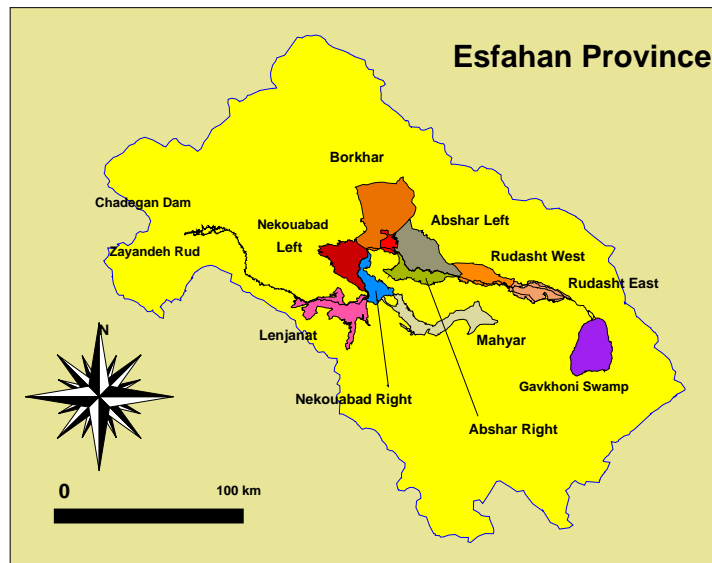 Esfahan Province
Borkhar
Chadegan Dam
Nekouabad
Left
Abshar Left
Zayandeh Rud
Rudasht West
Rudasht East
Lenjanat
N
Mahyar
Gavkhoni Swamp
Nekouabad Right
Abshar Right
0
100 km